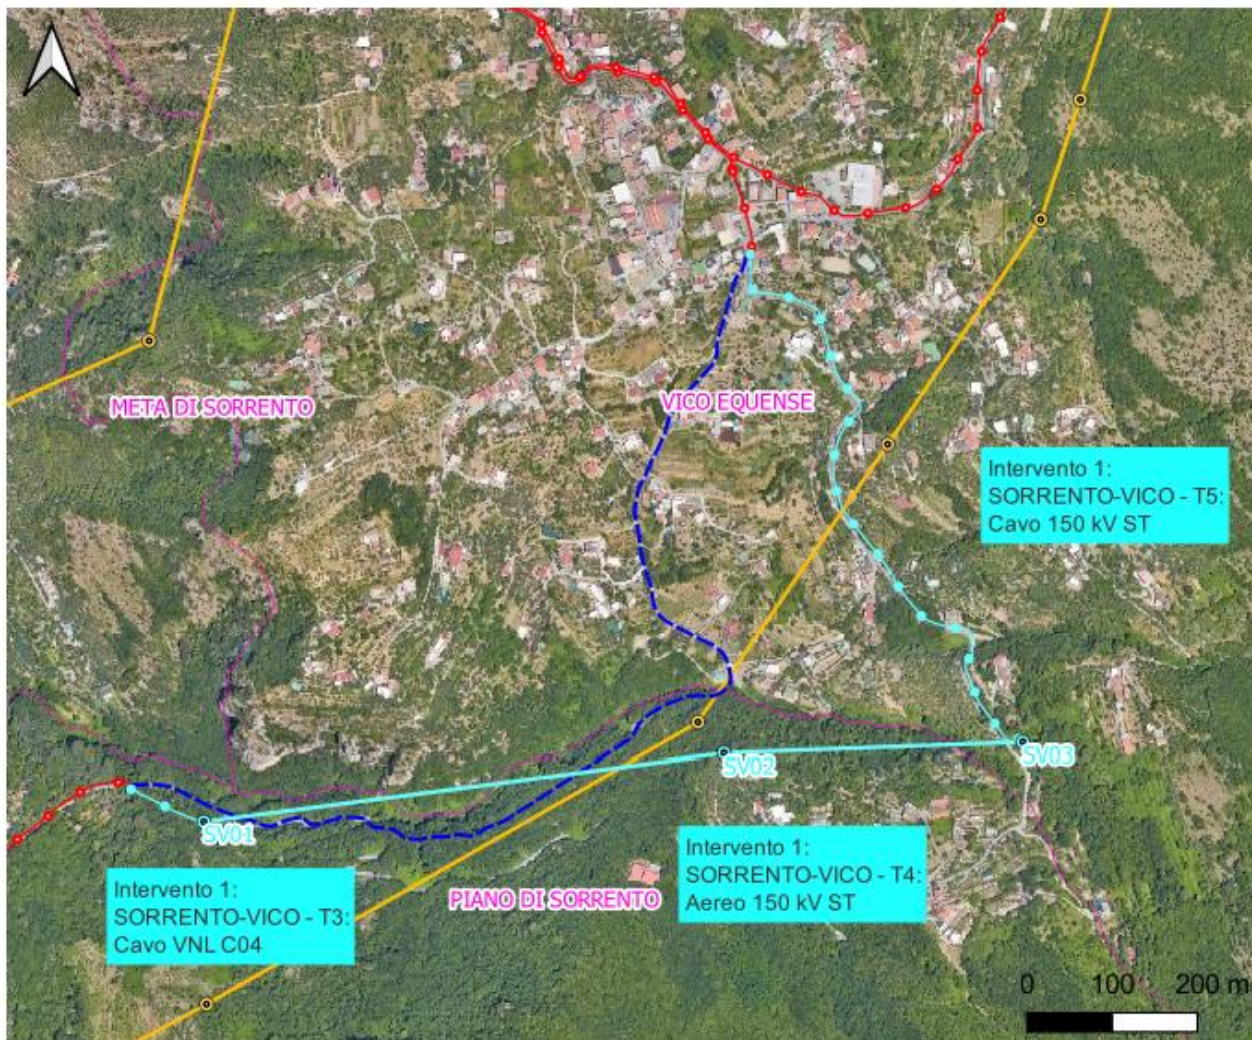 META DI SORRENTO
VICO EQUENSE
Intervento 1:
SORRENTO-VICO - T5:
Cavo 150 kV ST
SV03
SV02
SV01
Intervento 1:
SORRENTO-VICO - T4:
Aereo 150 kV ST
Intervento 1:
SORRENTO-VICO - T3:
Cavo VNL C04
PIANO DI SORRENTO
0 100 200 m